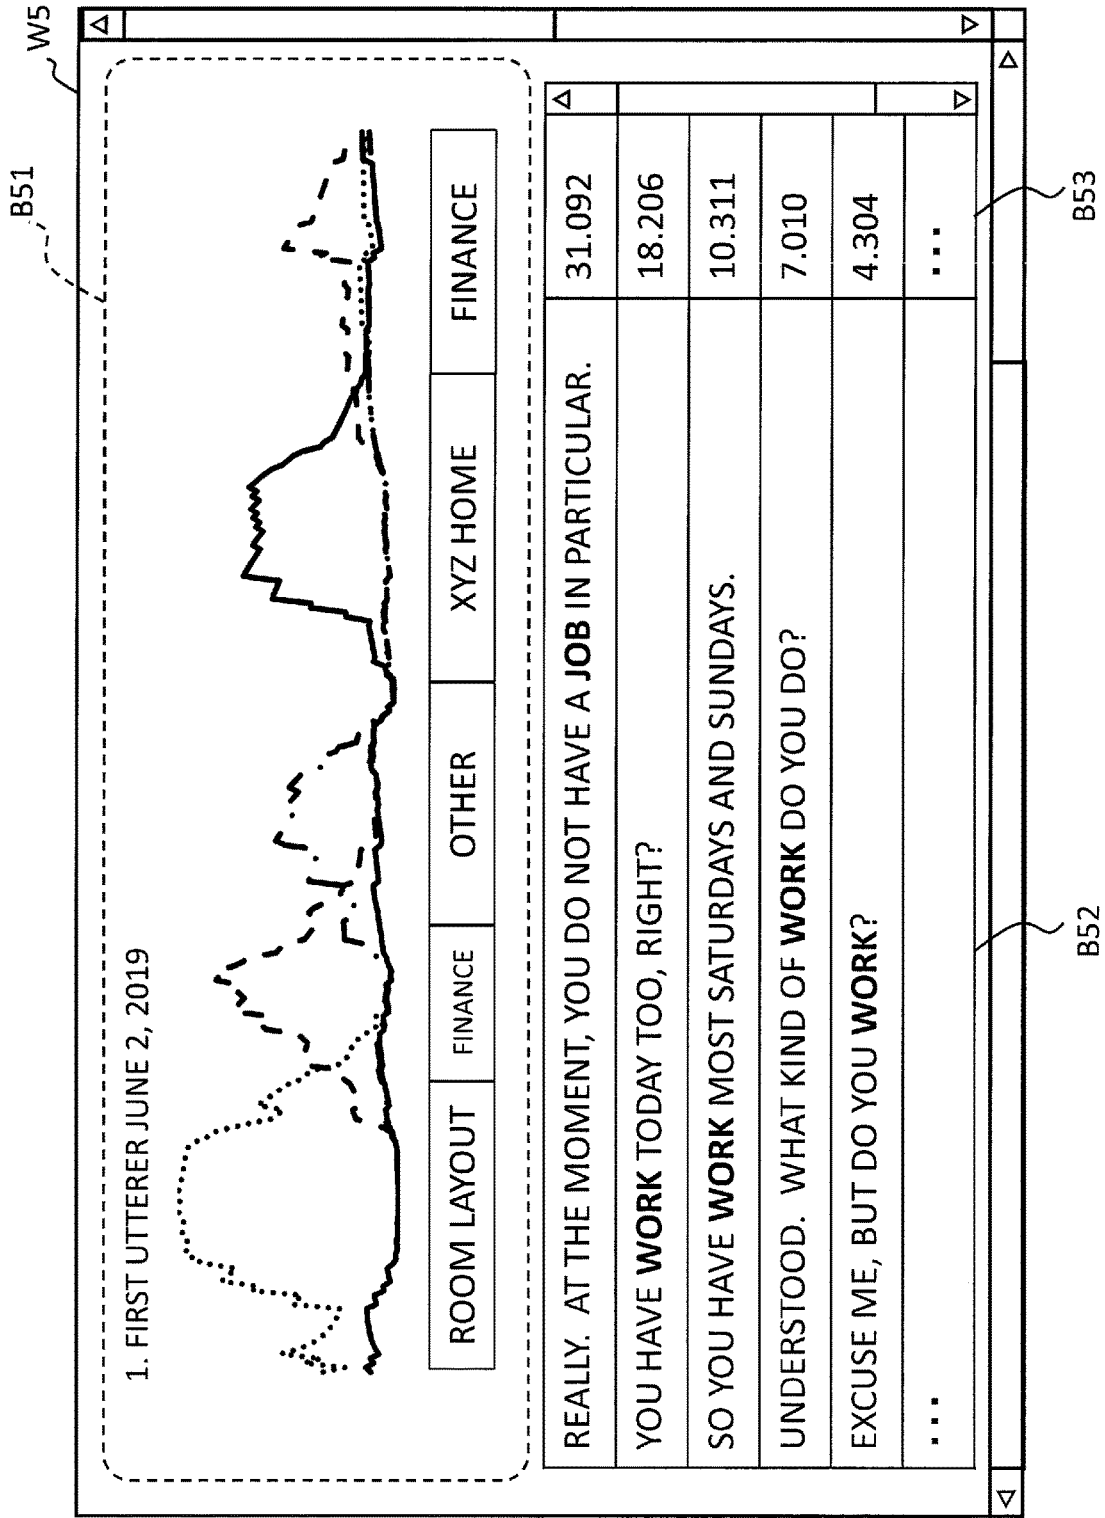 W5
B51
1. FIRST UTTERER JUNE 2, 2019
ROOM LAYOUT
FINANCE
OTHER
XYZ HOME
FINANCE
REALLY. AT THE MOMENT, YOU DO NOT HAVE A JOB IN PARTICULAR. 31.092
YOU HAVE WORK TODAY TOO, RIGHT? 18.206
SO YOU HAVE WORK MOST SATURDAYS AND SUNDAYS. 10.311
UNDERSTOOD. WHAT KIND OF WORK DO YOU DO? 7.010
EXCUSE ME, BUT DO YOU WORK? 4.304
... ...
B52
B53